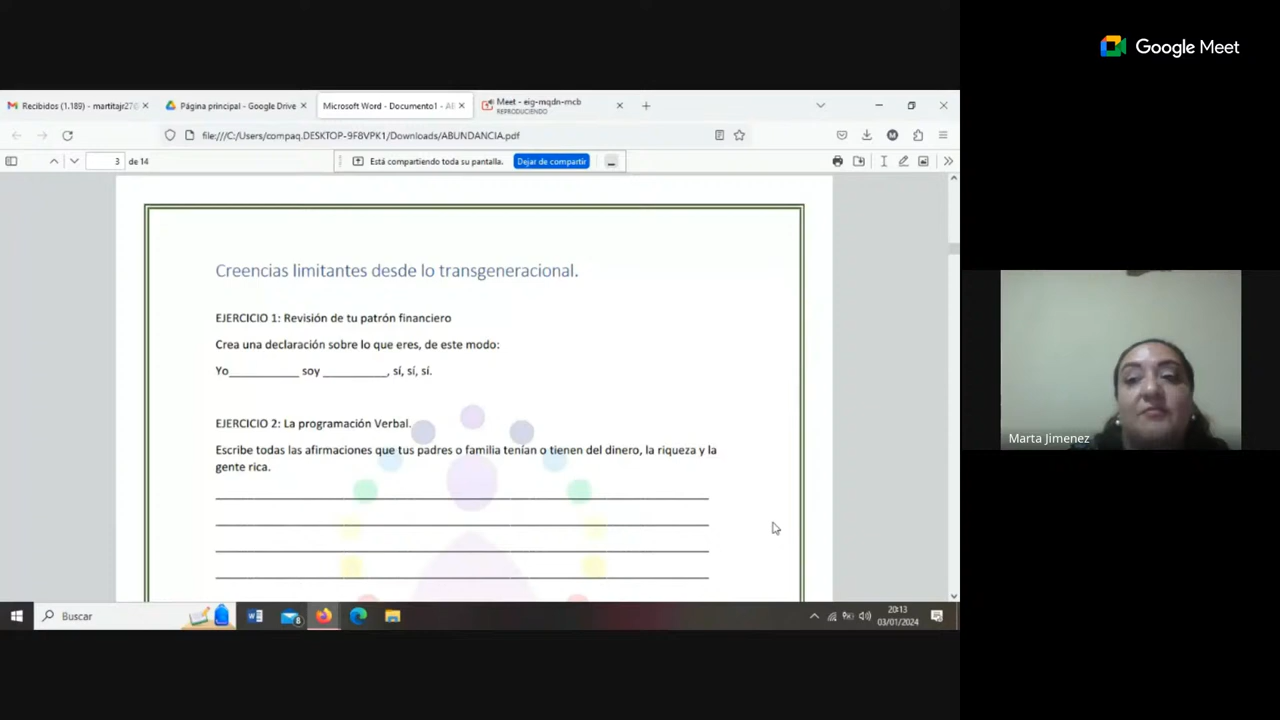 Google Meet
Recibidos (1.189) - martitajr27@
Página principal - Google Drive
Microsoft Word - Documento1 - AB
Meet - eig-mqdn-mcb
REPRODUCIENDO
file:///C:/Users/compaq.DESKTOP-9F8VPK1/Downloads/ABUNDANCIA.pdf
3 de 14
Está compartiendo toda su pantalla.
Dejar de compartir
Creencias limitantes desde lo transgeneracional.
EJERCICIO 1: Revisión de tu patrón financiero
Crea una declaración sobre lo que eres, de este modo:
Yo___________ soy __________, sí, sí, sí.
EJERCICIO 2: La programación Verbal.
Escribe todas las afirmaciones que tus padres o familia tenían o tienen del dinero, la riqueza y la
gente rica.
Marta Jimenez
Buscar
8
20:13
03/01/2024